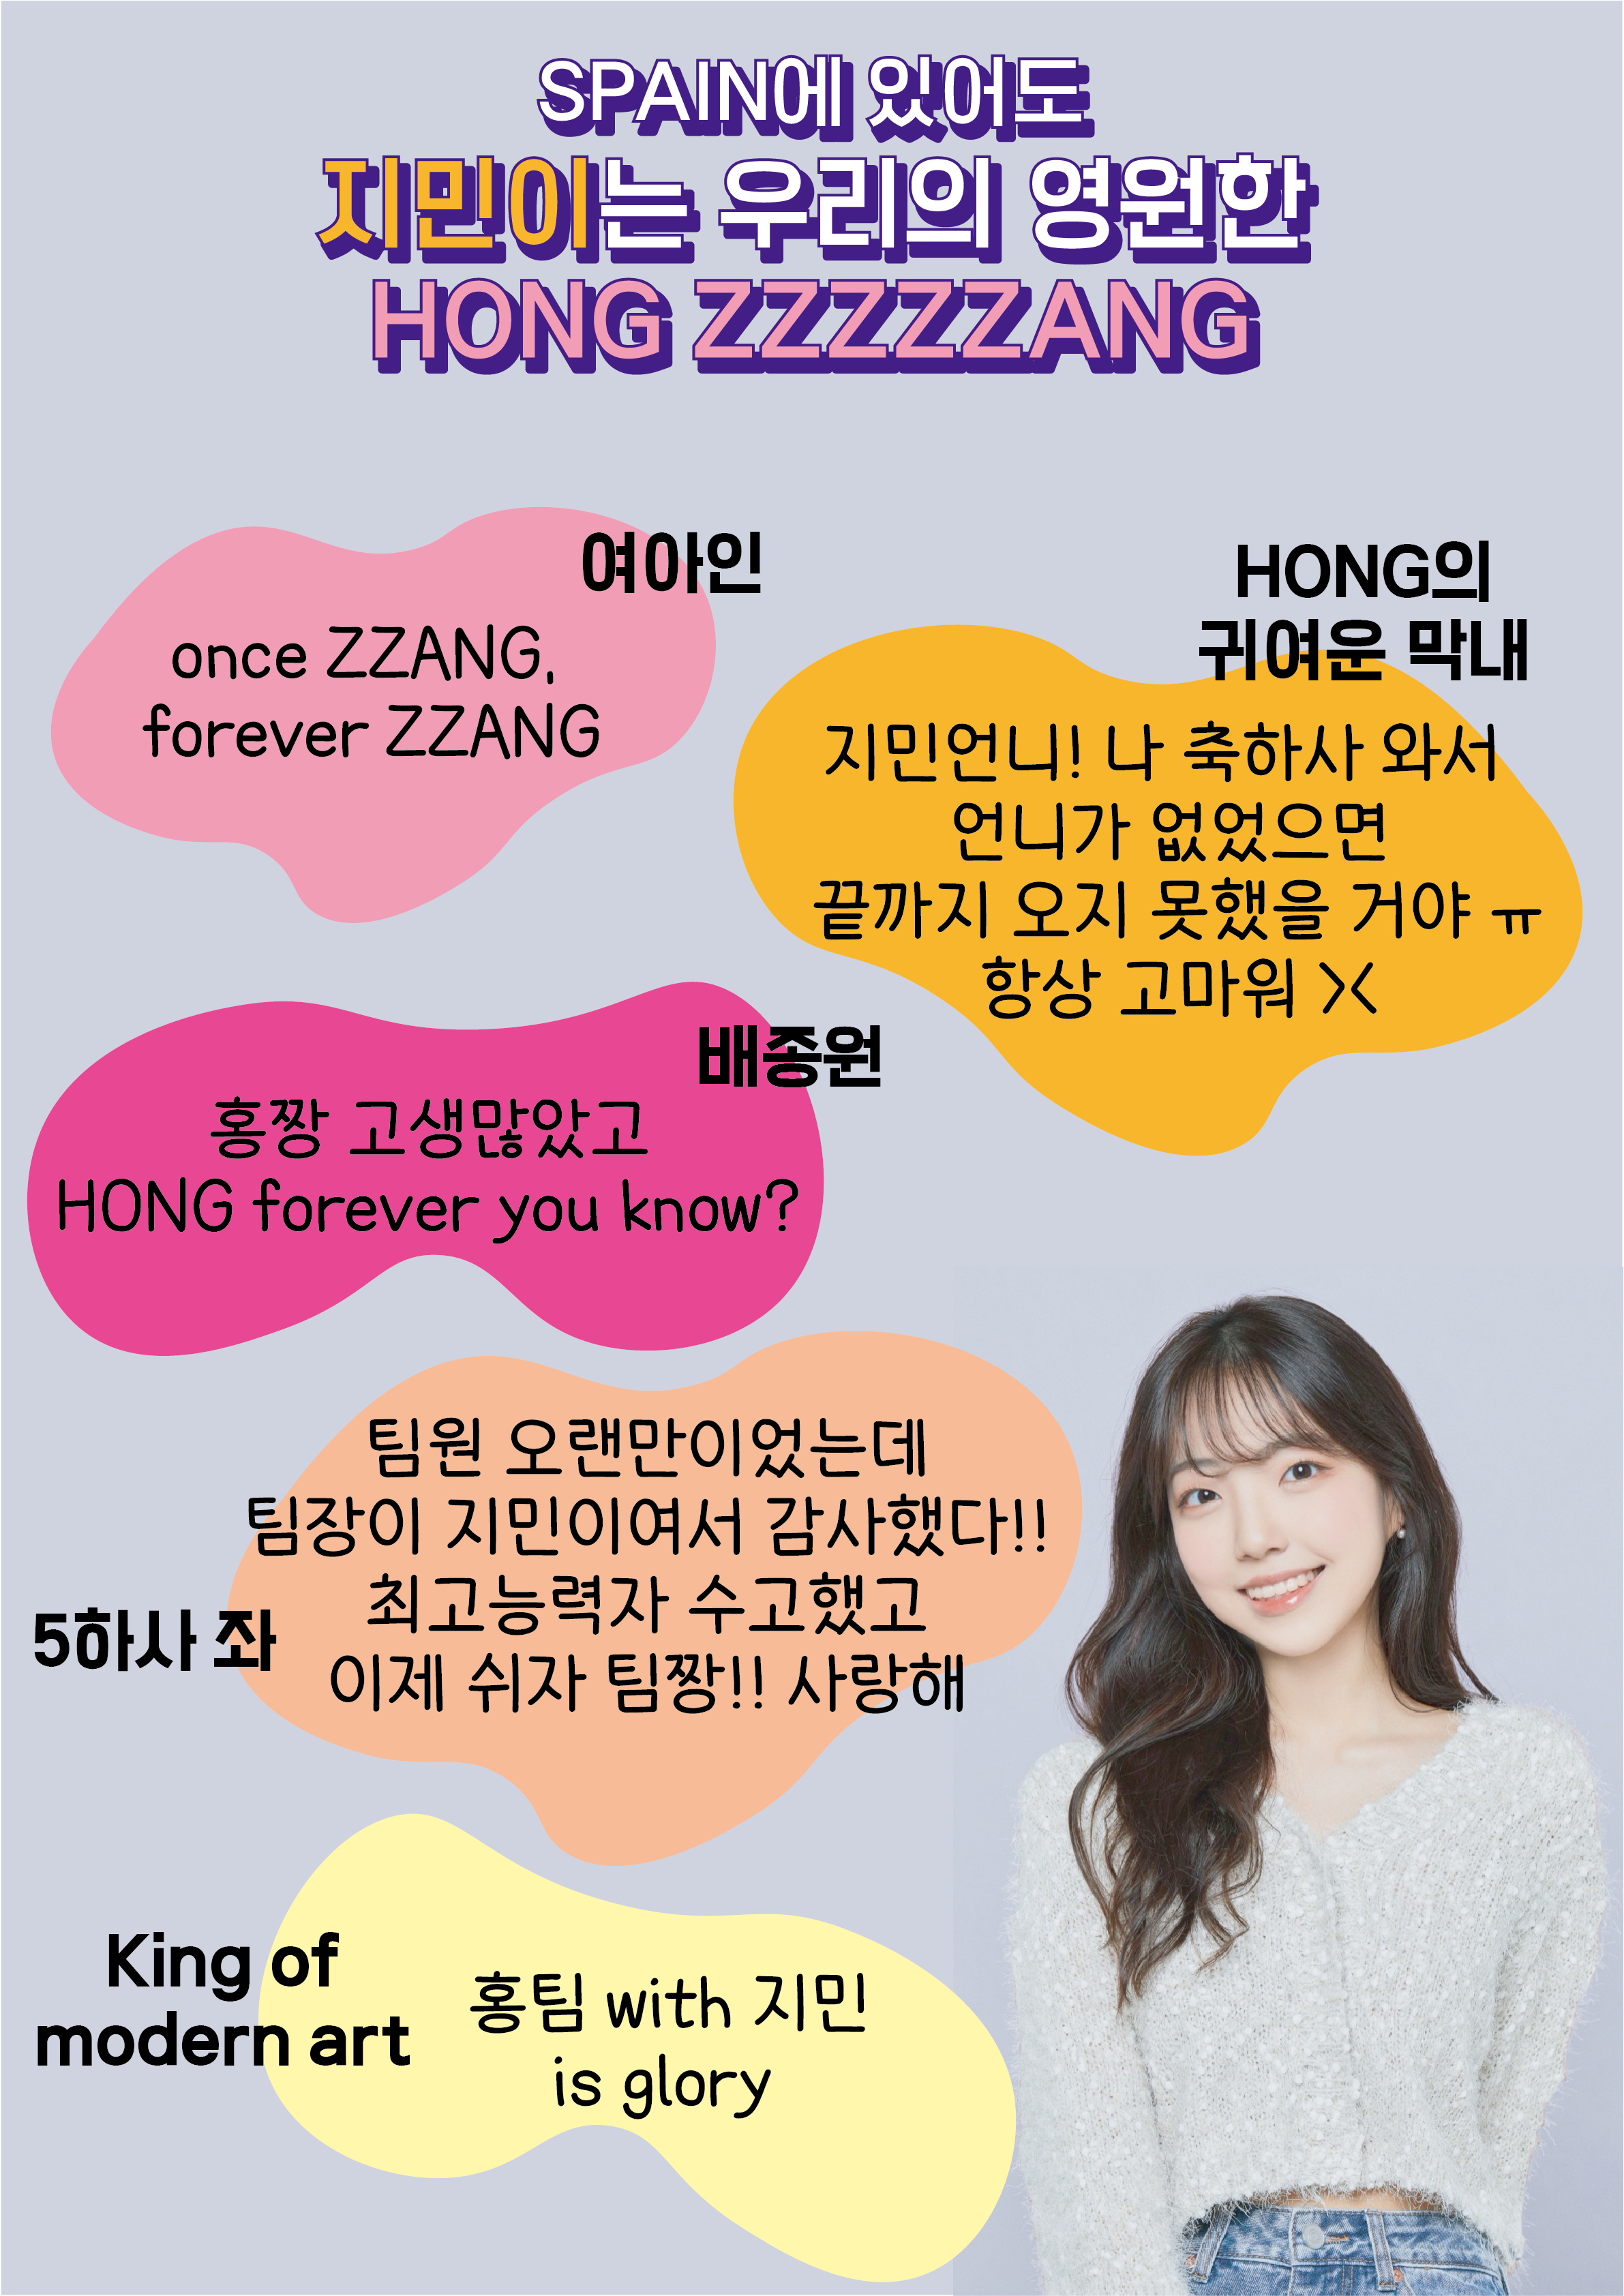 SPAIN에 있어도
지민이는 우리의 영원한
HONG ZZZZZANG
여아인
once ZZANG,
forever ZZANG
HONG의
귀여운 막내
지민언니! 나 축하사 와서
언니가 없었으면
끝까지 오지 못했을 거야 ㅠ
항상 고마워 ><
배종원
홍짱 고생많았고
HONG forever you know?
팀원 오랜만이었는데
팀장이 지민이여서 감사했다!!
최고능력자 수고했고
이제 쉬자 팀짱!! 사랑해
5하사 좌
King of
modern art
홍팀 with 지민
is glory